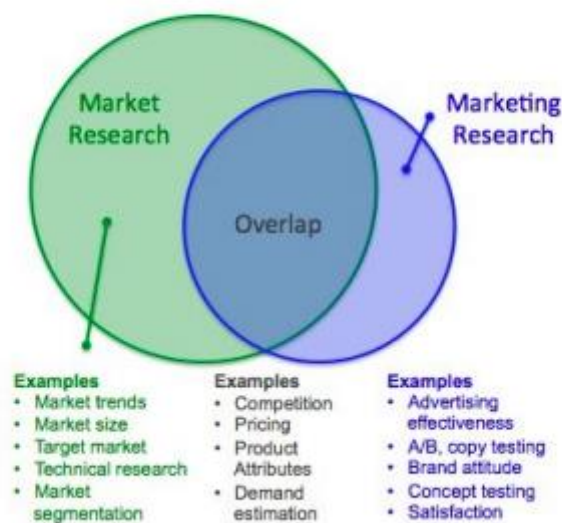 Market
Research
Marketing
Research
Overlap
Examples
• Market trends
• Market size
• Target market
• Technical research
• Market
segmentation
Examples
• Competition
• Pricing
• Product
Attributes
• Demand
estimation
Examples
• Advertising
effectiveness
• A/B, copy testing
• Brand attitude
• Concept testing
• Satisfaction